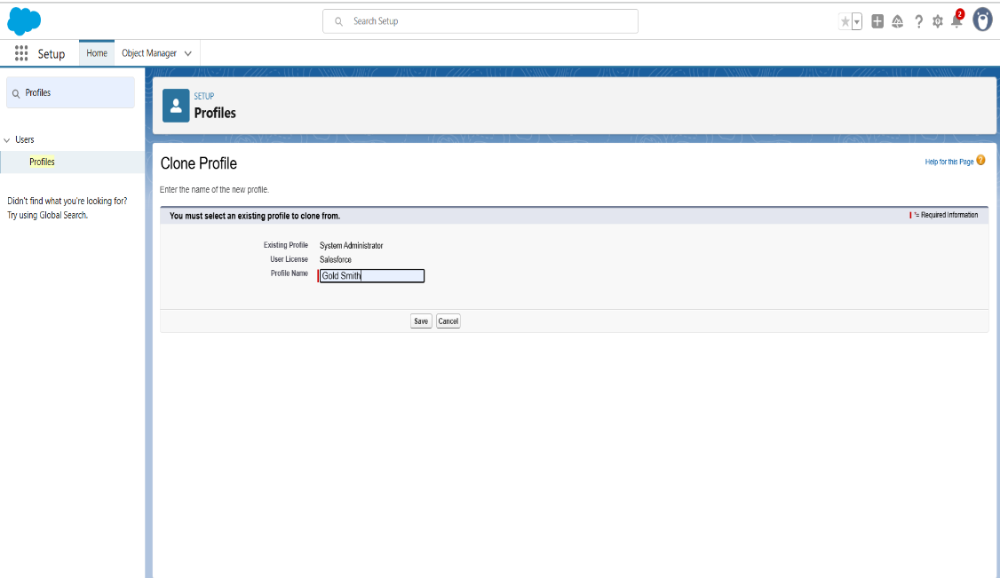 Search Setup
2
Setup
Home
Object Manager
Profiles
SETUP
Profiles
Users
Profiles
Didn't find what you're looking for?
Try using Global Search.
Clone Profile
Help for this Page ?
Enter the name of the new profile.
You must select an existing profile to clone from.
*= Required Information
Existing Profile System Administrator
User License Salesforce
Profile Name Gold Smith
Save Cancel